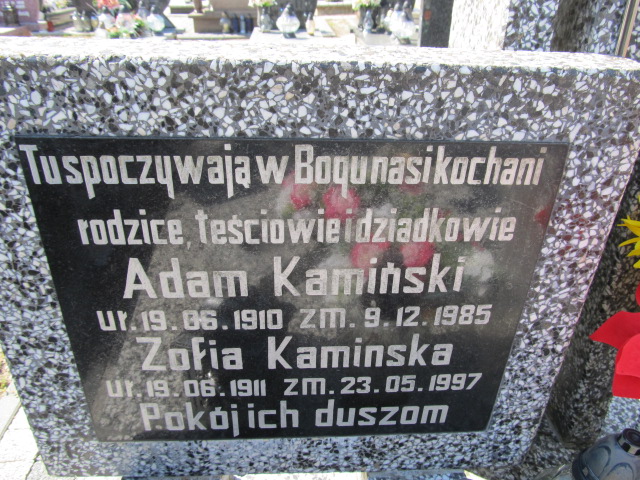 Tu spoczywają w Bogu nasi kochani
rodzice, teściowie i dziadkowie
Adam Kamiński
ur. 19.06.1910 zm. 9.12.1985
Zofia Kaminska
ur. 19.06.1911 zm. 23.05.1997
Pokój ich duszom